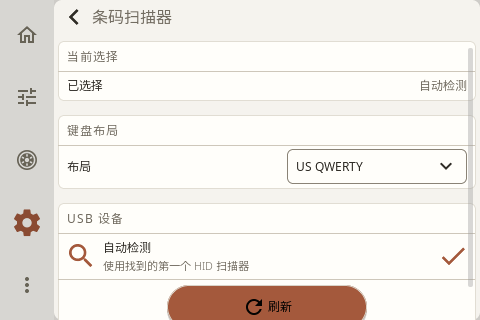 条码扫描器
当前选择
已选择 自动检测
键盘布局
布局 US QWERTY
USB 设备
自动检测
使用找到的第一个 HID 扫描器
刷新